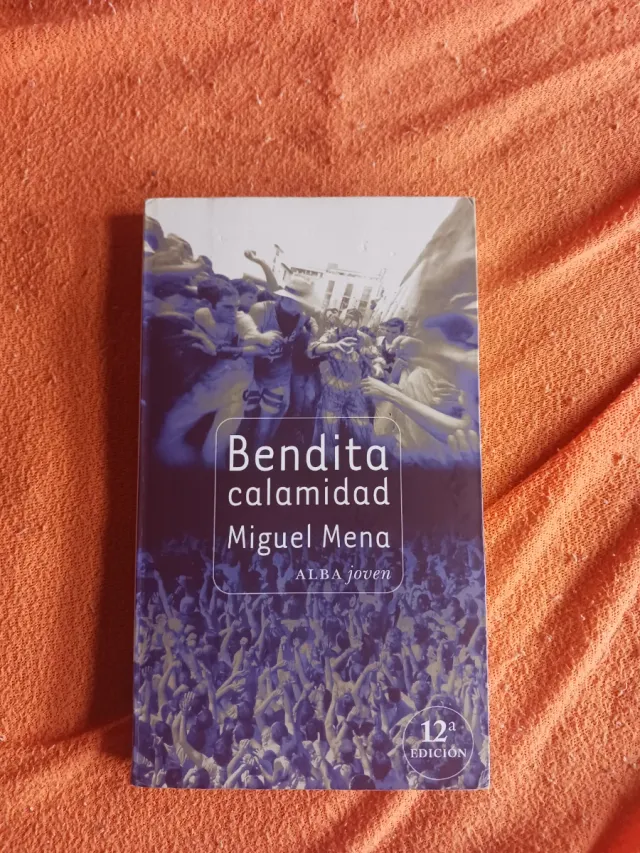 Bendita
calamidad
Miguel Mena
ALBA joven
12ª
EDICIÓN